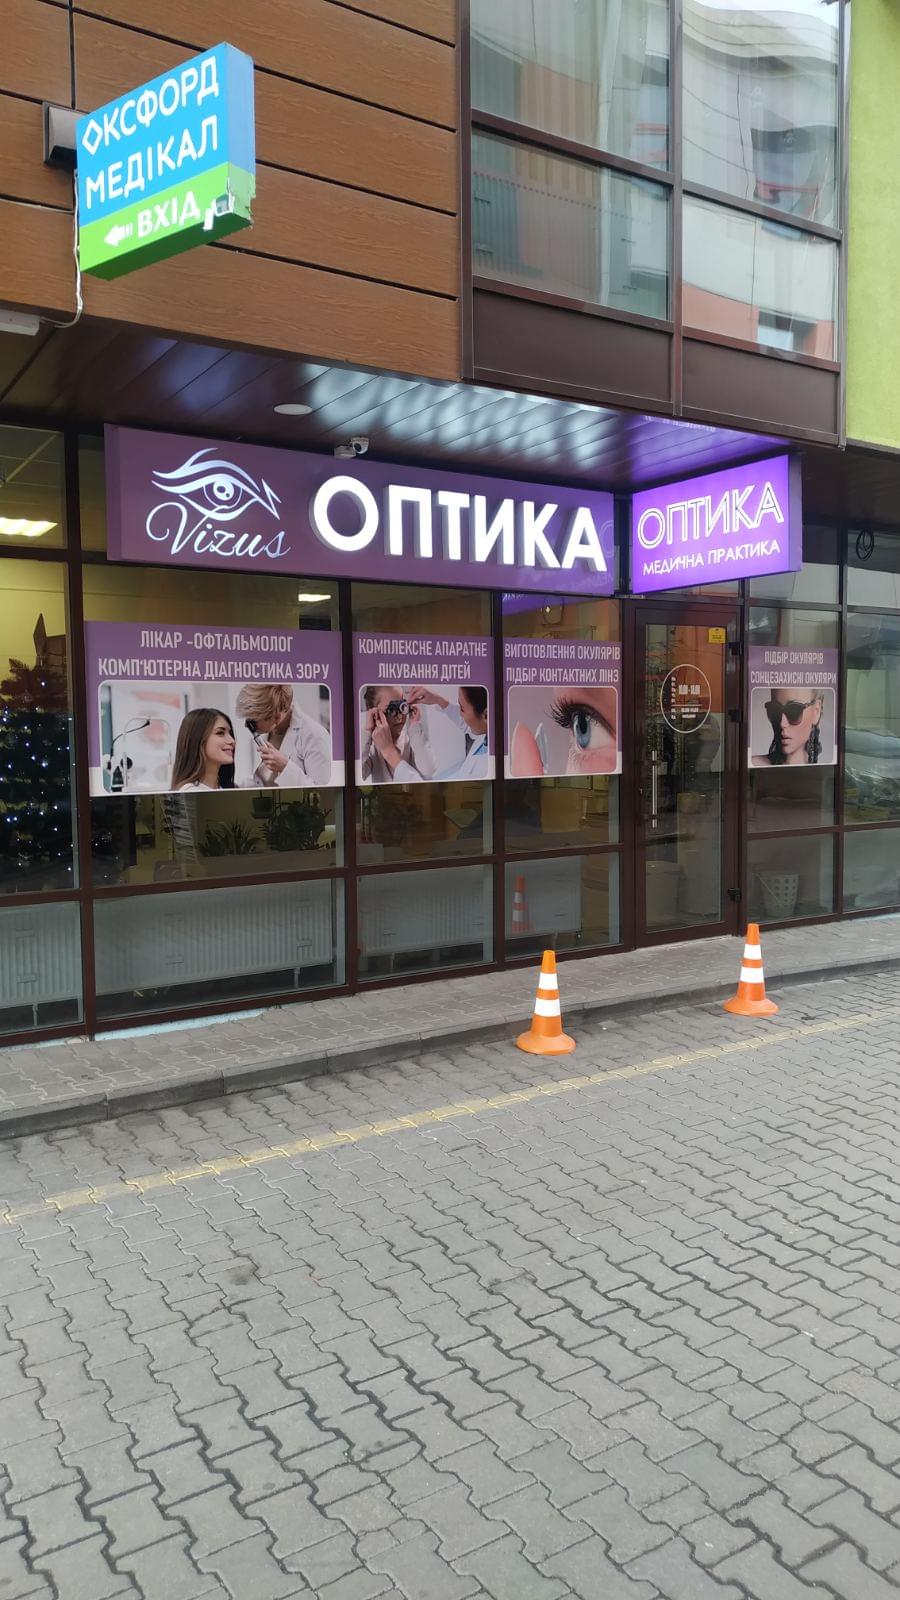 ОКСФОРД
МЕДІКАЛ
ВХІД
Vizus
ОПТИКА
ОПТИКА
МЕДИЧНА ПРАКТИКА
ЛІКАР -ОФТАЛЬМОЛОГ
КОМП'ЮТЕРНА ДІАГНОСТИКА ЗОРУ
КОМПЛЕКСНЕ АПАРАТНЕ
ЛІКУВАННЯ ДІТЕЙ
ВИГОТОВЛЕННЯ ОКУЛЯРІВ
ПІДБІР КОНТАКТНИХ ЛІНЗ
ПІДБІР ОКУЛЯРІВ
СОНЦЕЗАХИСНІ ОКУЛЯРИ